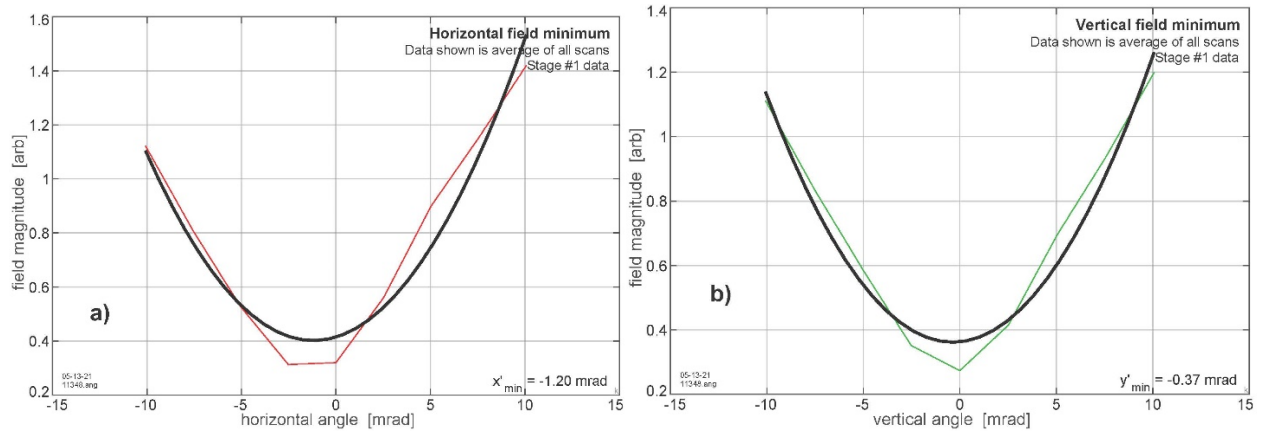 Horizontal field minimum
Data shown is average of all scans
Stage #1 data
1.6
1.4
1.2
1
0.8
0.6
0.4
0.2
field magnitude [arb]
a)
05-13-21
11348.ang
x'min = -1.20 mrad
-15 -10 -5 0 5 10 15
horizontal angle [mrad]
Vertical field minimum
Data shown is average of all scans
Stage #1 data
1.4
1.2
1
0.8
0.6
0.4
0.2
field magnitude [arb]
b)
05-13-21
11348.ang
y'min = -0.37 mrad
-15 -10 -5 0 5 10 15
vertical angle [mrad]